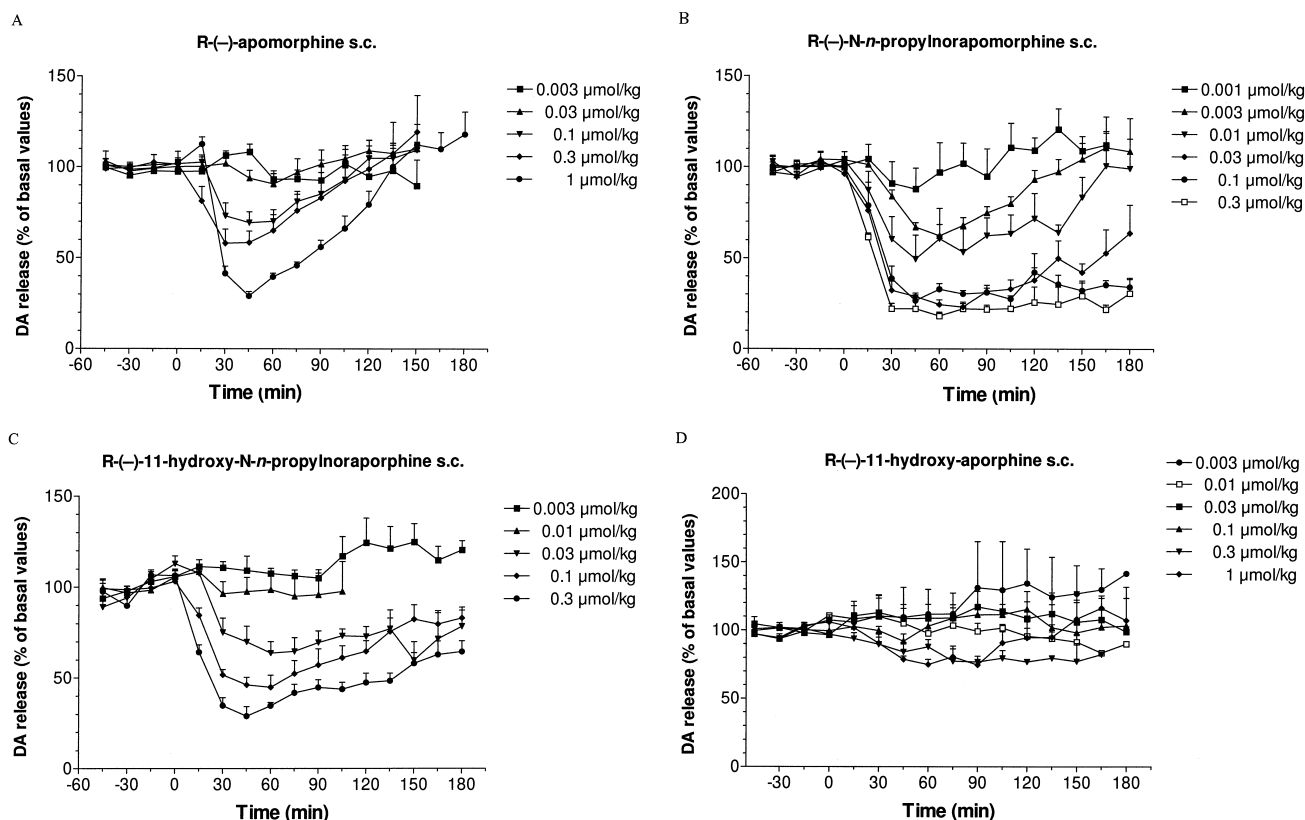 A
R-(–)-apomorphine s.c.
DA release (% of basal values)
150
100
50
0
-60 -30 0 30 60 90 120 150 180
Time (min)
0.003 µmol/kg
0.03 µmol/kg
0.1 µmol/kg
0.3 µmol/kg
1 µmol/kg
B
R-(–)-N-n-propylnorapomorphine s.c.
DA release (% of basal values)
150
100
50
0
-60 -30 0 30 60 90 120 150 180
Time (min)
0.001 µmol/kg
0.003 µmol/kg
0.01 µmol/kg
0.03 µmol/kg
0.1 µmol/kg
0.3 µmol/kg
C
R-(–)-11-hydroxy-N-n-propylnoraporphine s.c.
DA release (% of basal values)
150
100
50
0
-60 -30 0 30 60 90 120 150 180
Time (min)
0.003 µmol/kg
0.01 µmol/kg
0.03 µmol/kg
0.1 µmol/kg
0.3 µmol/kg
D
R-(–)-11-hydroxy-aporphine s.c.
DA release (% of basal values)
200
150
100
50
0
-30 0 30 60 90 120 150 180
Time (min)
0.003 µmol/kg
0.01 µmol/kg
0.03 µmol/kg
0.1 µmol/kg
0.3 µmol/kg
1 µmol/kg